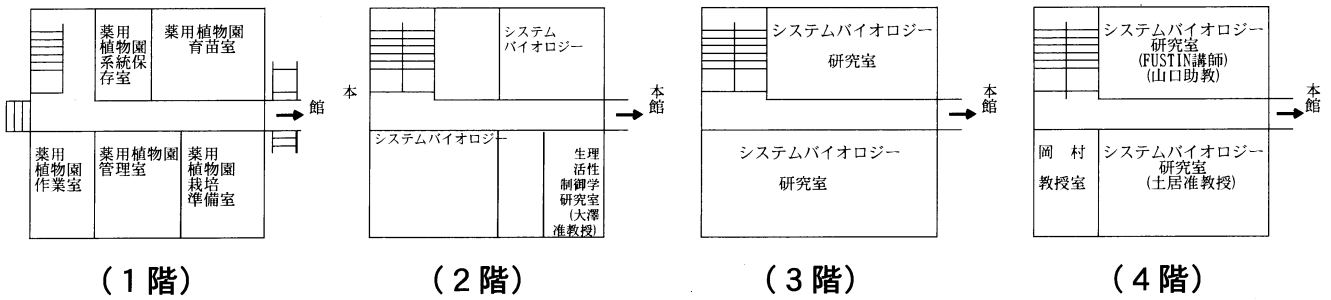 薬用
植物園
系統保
存室
薬用植物園
育苗室
館
薬用
植物園
作業室
薬用植物園
管理室
薬用
植物園
栽培
準備室
(1階)
システム
バイオロジー
本
本
館
システムバイオロジー
生理
活性
制御学
研究室
(大澤
准教授)
(2階)
システムバイオロジー
研究室
本
館
システムバイオロジー
研究室
(3階)
システムバイオロジー
研究室
(FUSTIN講師)
(山口助教)
本
館
岡 村
教授室
システムバイオロジー
研究室
(土居准教授)
(4階)